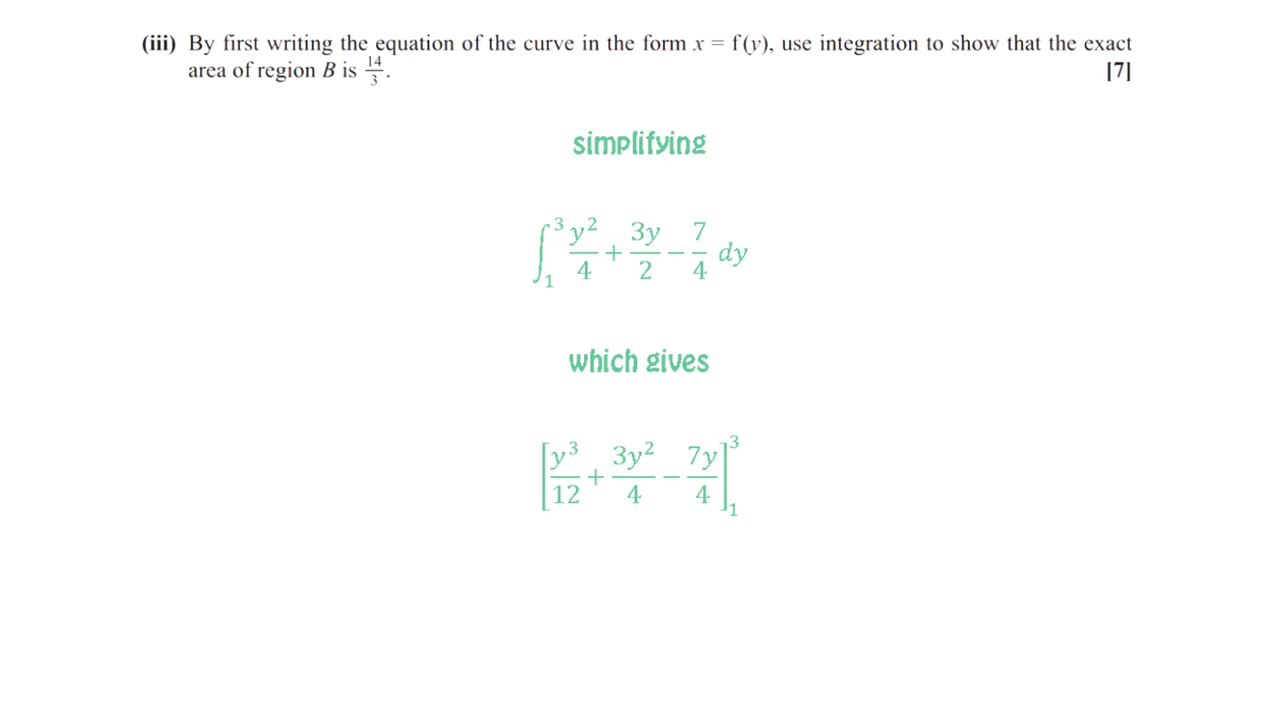 (iii) By first writing the equation of the curve in the form x = f(y), use integration to show that the exact
area of region B is 14/3. [7]
simplifying
∫₁³ y²/4 + 3y/2 − 7/4 dy
which gives
[y³/12 + 3y²/4 − 7y/4]₁³